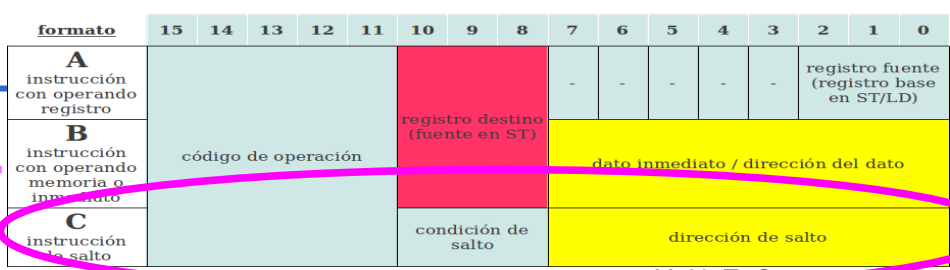 formato 15 14 13 12 11 10 9 8 7 6 5 4 3 2 1 0
A
instrucción
con operando
registro
- - - - -
registro fuente
(registro base
en ST/LD)
registro destino
(fuente en ST)
B
instrucción
con operando
memoria o
inmediato
código de operación
dato inmediato / dirección del dato
C
instrucción
de salto
condición de
salto
dirección de salto